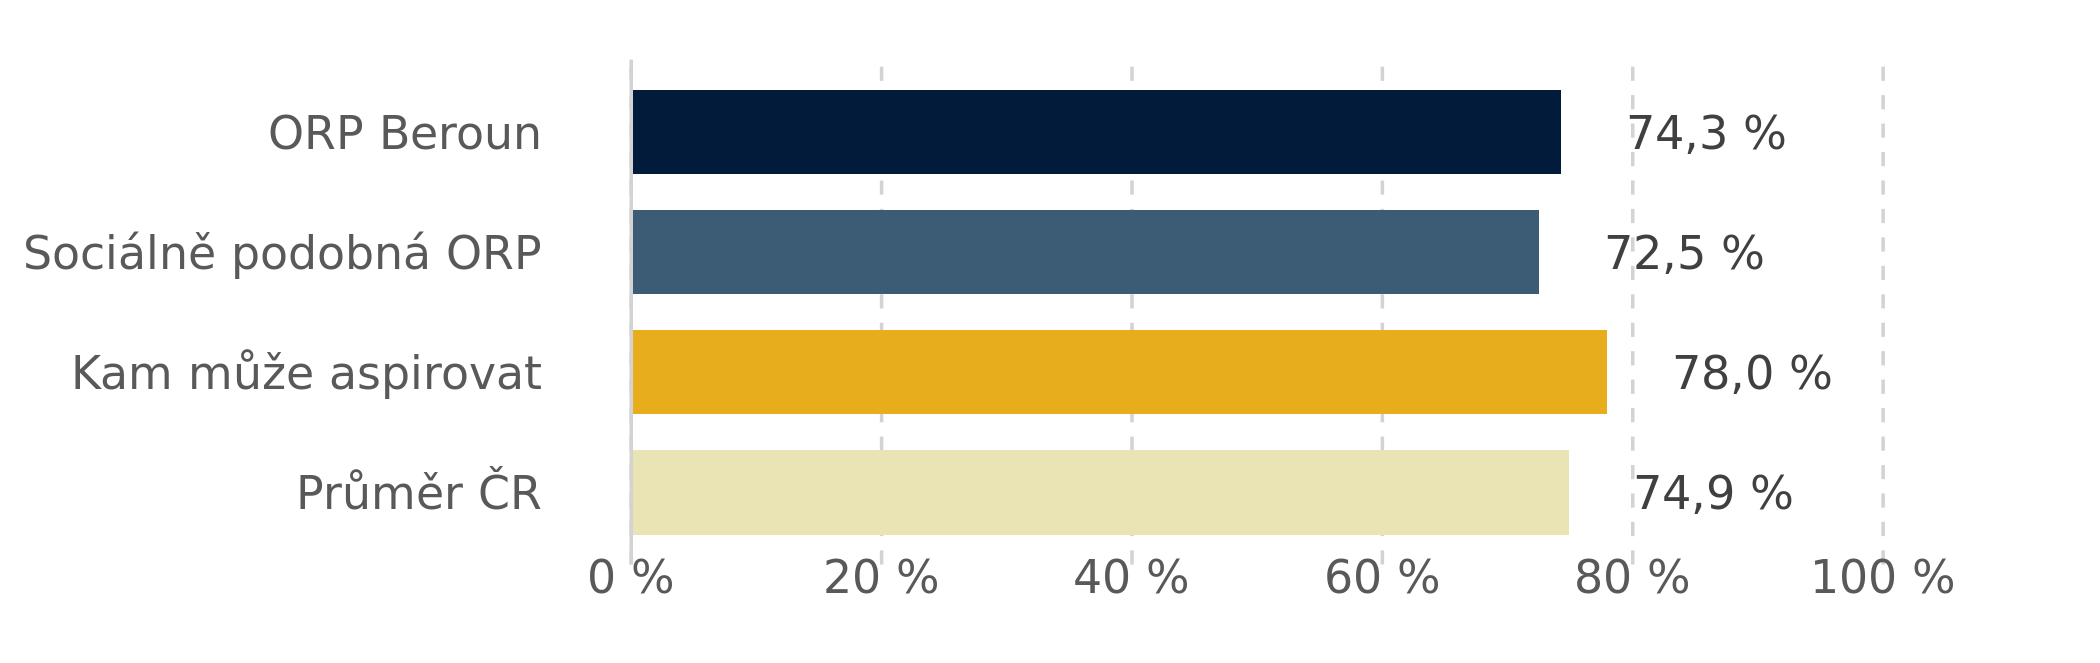 ORP Beroun 74,3 %
Sociálně podobná ORP 72,5 %
Kam může aspirovat 78,0 %
Průměr ČR 74,9 %
0 % 20 % 40 % 60 % 80 % 100 %